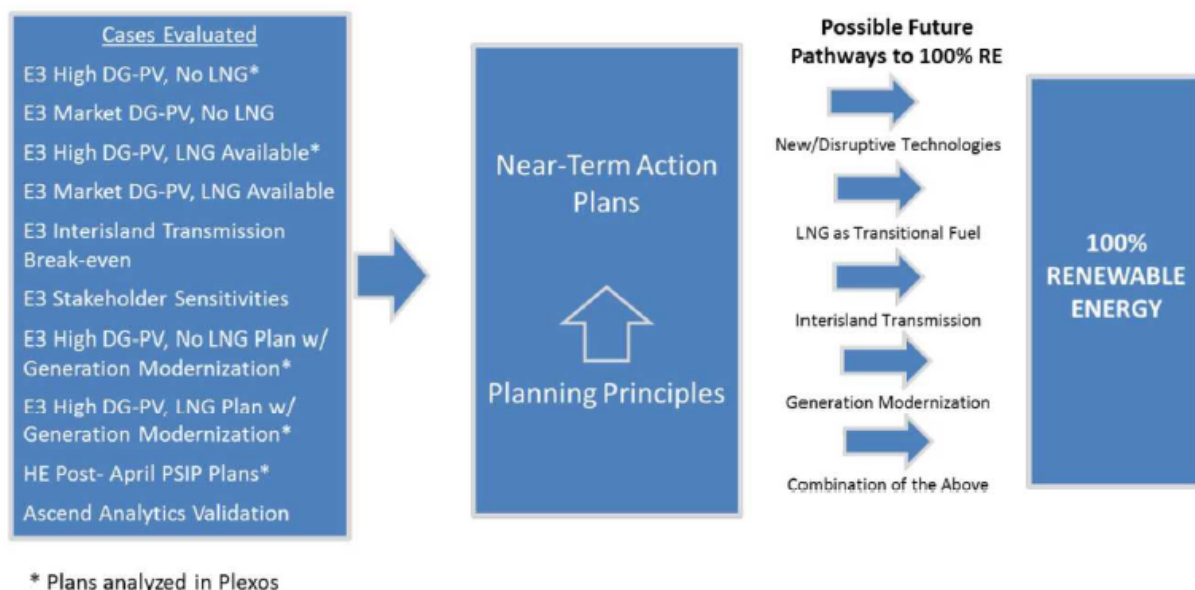 Cases Evaluated
E3 High DG-PV, No LNG*
E3 Market DG-PV, No LNG
E3 High DG-PV, LNG Available*
E3 Market DG-PV, LNG Available
E3 Interisland Transmission
Break-even
E3 Stakeholder Sensitivities
E3 High DG-PV, No LNG Plan w/
Generation Modernization*
E3 High DG-PV, LNG Plan w/
Generation Modernization*
HE Post- April PSIP Plans*
Ascend Analytics Validation
* Plans analyzed in Plexos
Near-Term Action
Plans
Planning Principles
Possible Future
Pathways to 100% RE
New/Disruptive Technologies
LNG as Transitional Fuel
Interisland Transmission
Generation Modernization
Combination of the Above
100%
RENEWABLE
ENERGY